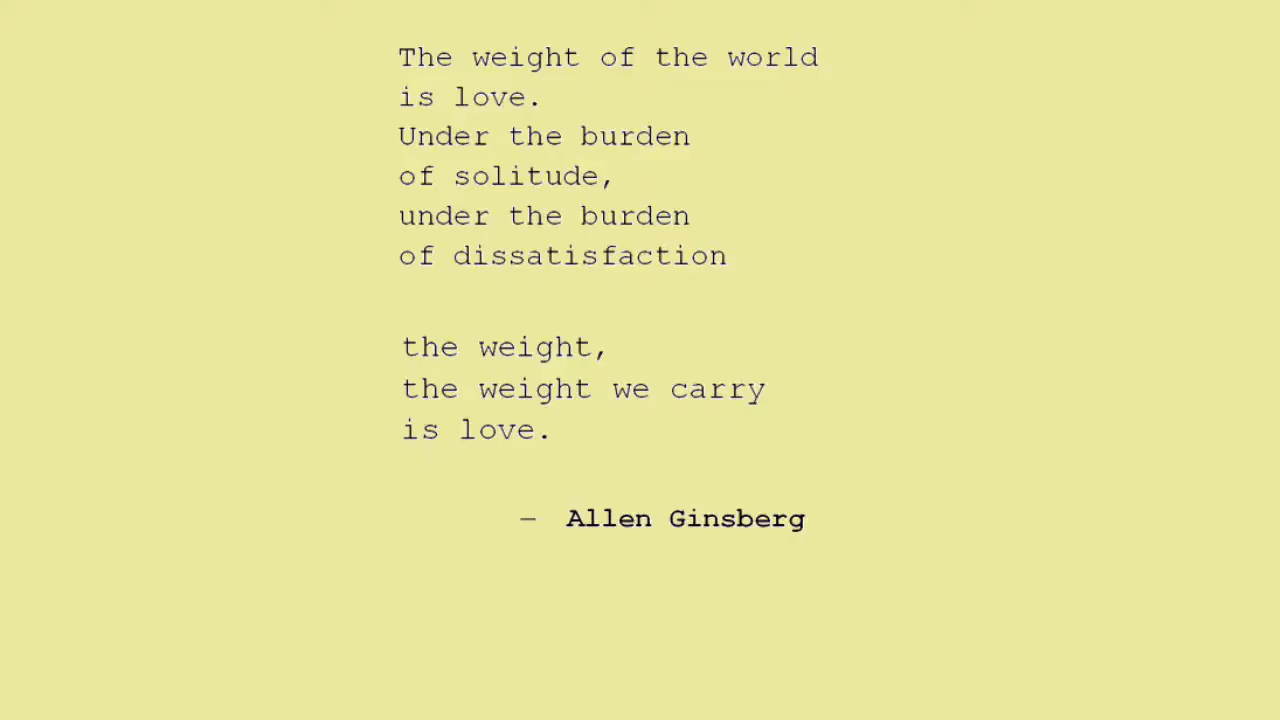 The weight of the world
is love.
Under the burden
of solitude,
under the burden
of dissatisfaction
the weight,
the weight we carry
is love.
– Allen Ginsberg